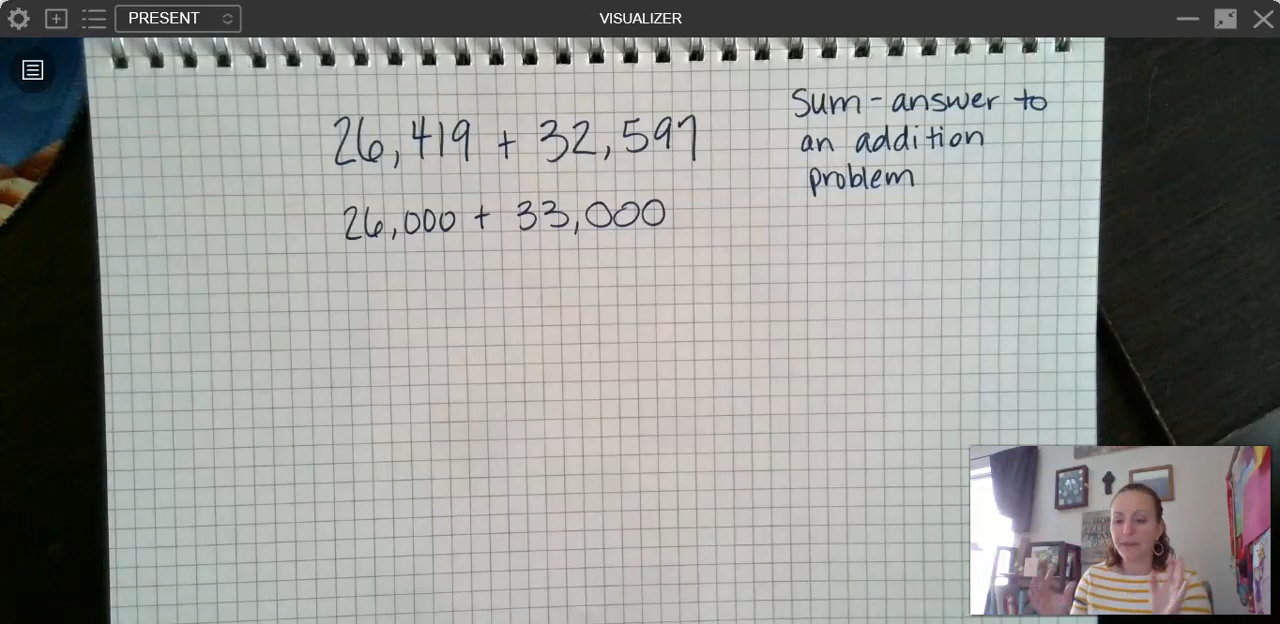 PRESENT
VISUALIZER
26,419 + 32,597
26,000 + 33,000
Sum - answer to
an addition
problem